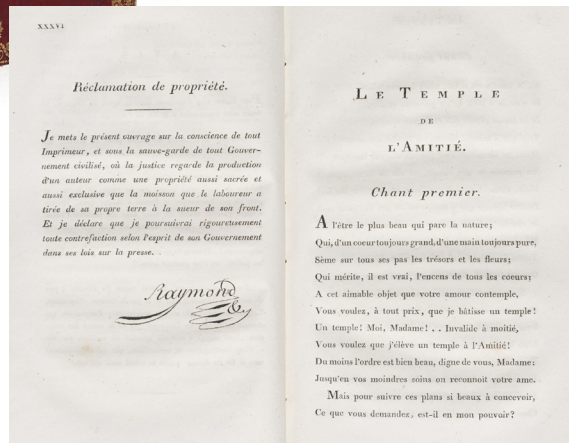 XXXVI
Réclamation de propriété.
Je mets le présent ouvrage sur la conscience de tout
Imprimeur, et sous la sauve-garde de tout Gouver-
nement civilisé, où la justice regarde la production
d'un auteur comme une propriété aussi sacrée et
aussi exclusive que la moisson que le laboureur a
tirée de sa propre terre à la sueur de son front.
Et je déclare que je poursuivrai rigoureusement
toute contrefaction selon l'esprit de son Gouvernement
dans ses lois sur la presse.
Raymond
LE TEMPLE
DE
L'AMITIÉ.
Chant premier.
A l'être le plus beau qui pare la nature;
Qui, d'un coeur toujours grand, d'une main toujours pure,
Sème sur tous ses pas les trésors et les fleurs;
Qui mérite, il est vrai, l'encens de tous les coeurs;
A cet aimable objet que votre amour contemple,
Vous voulez, à tout prix, que je bâtisse un temple!
Un temple! Moi, Madame! . . Invalide à moitié,
Vous voulez que j'élève un temple à l'Amitié!
Du moins l'ordre est bien beau, digne de vous, Madame:
Jusqu'en vos moindres soins on reconnoit votre ame.
Mais pour suivre ces plans si beaux à concevoir,
Ce que vous demandez, est-il en mon pouvoir?